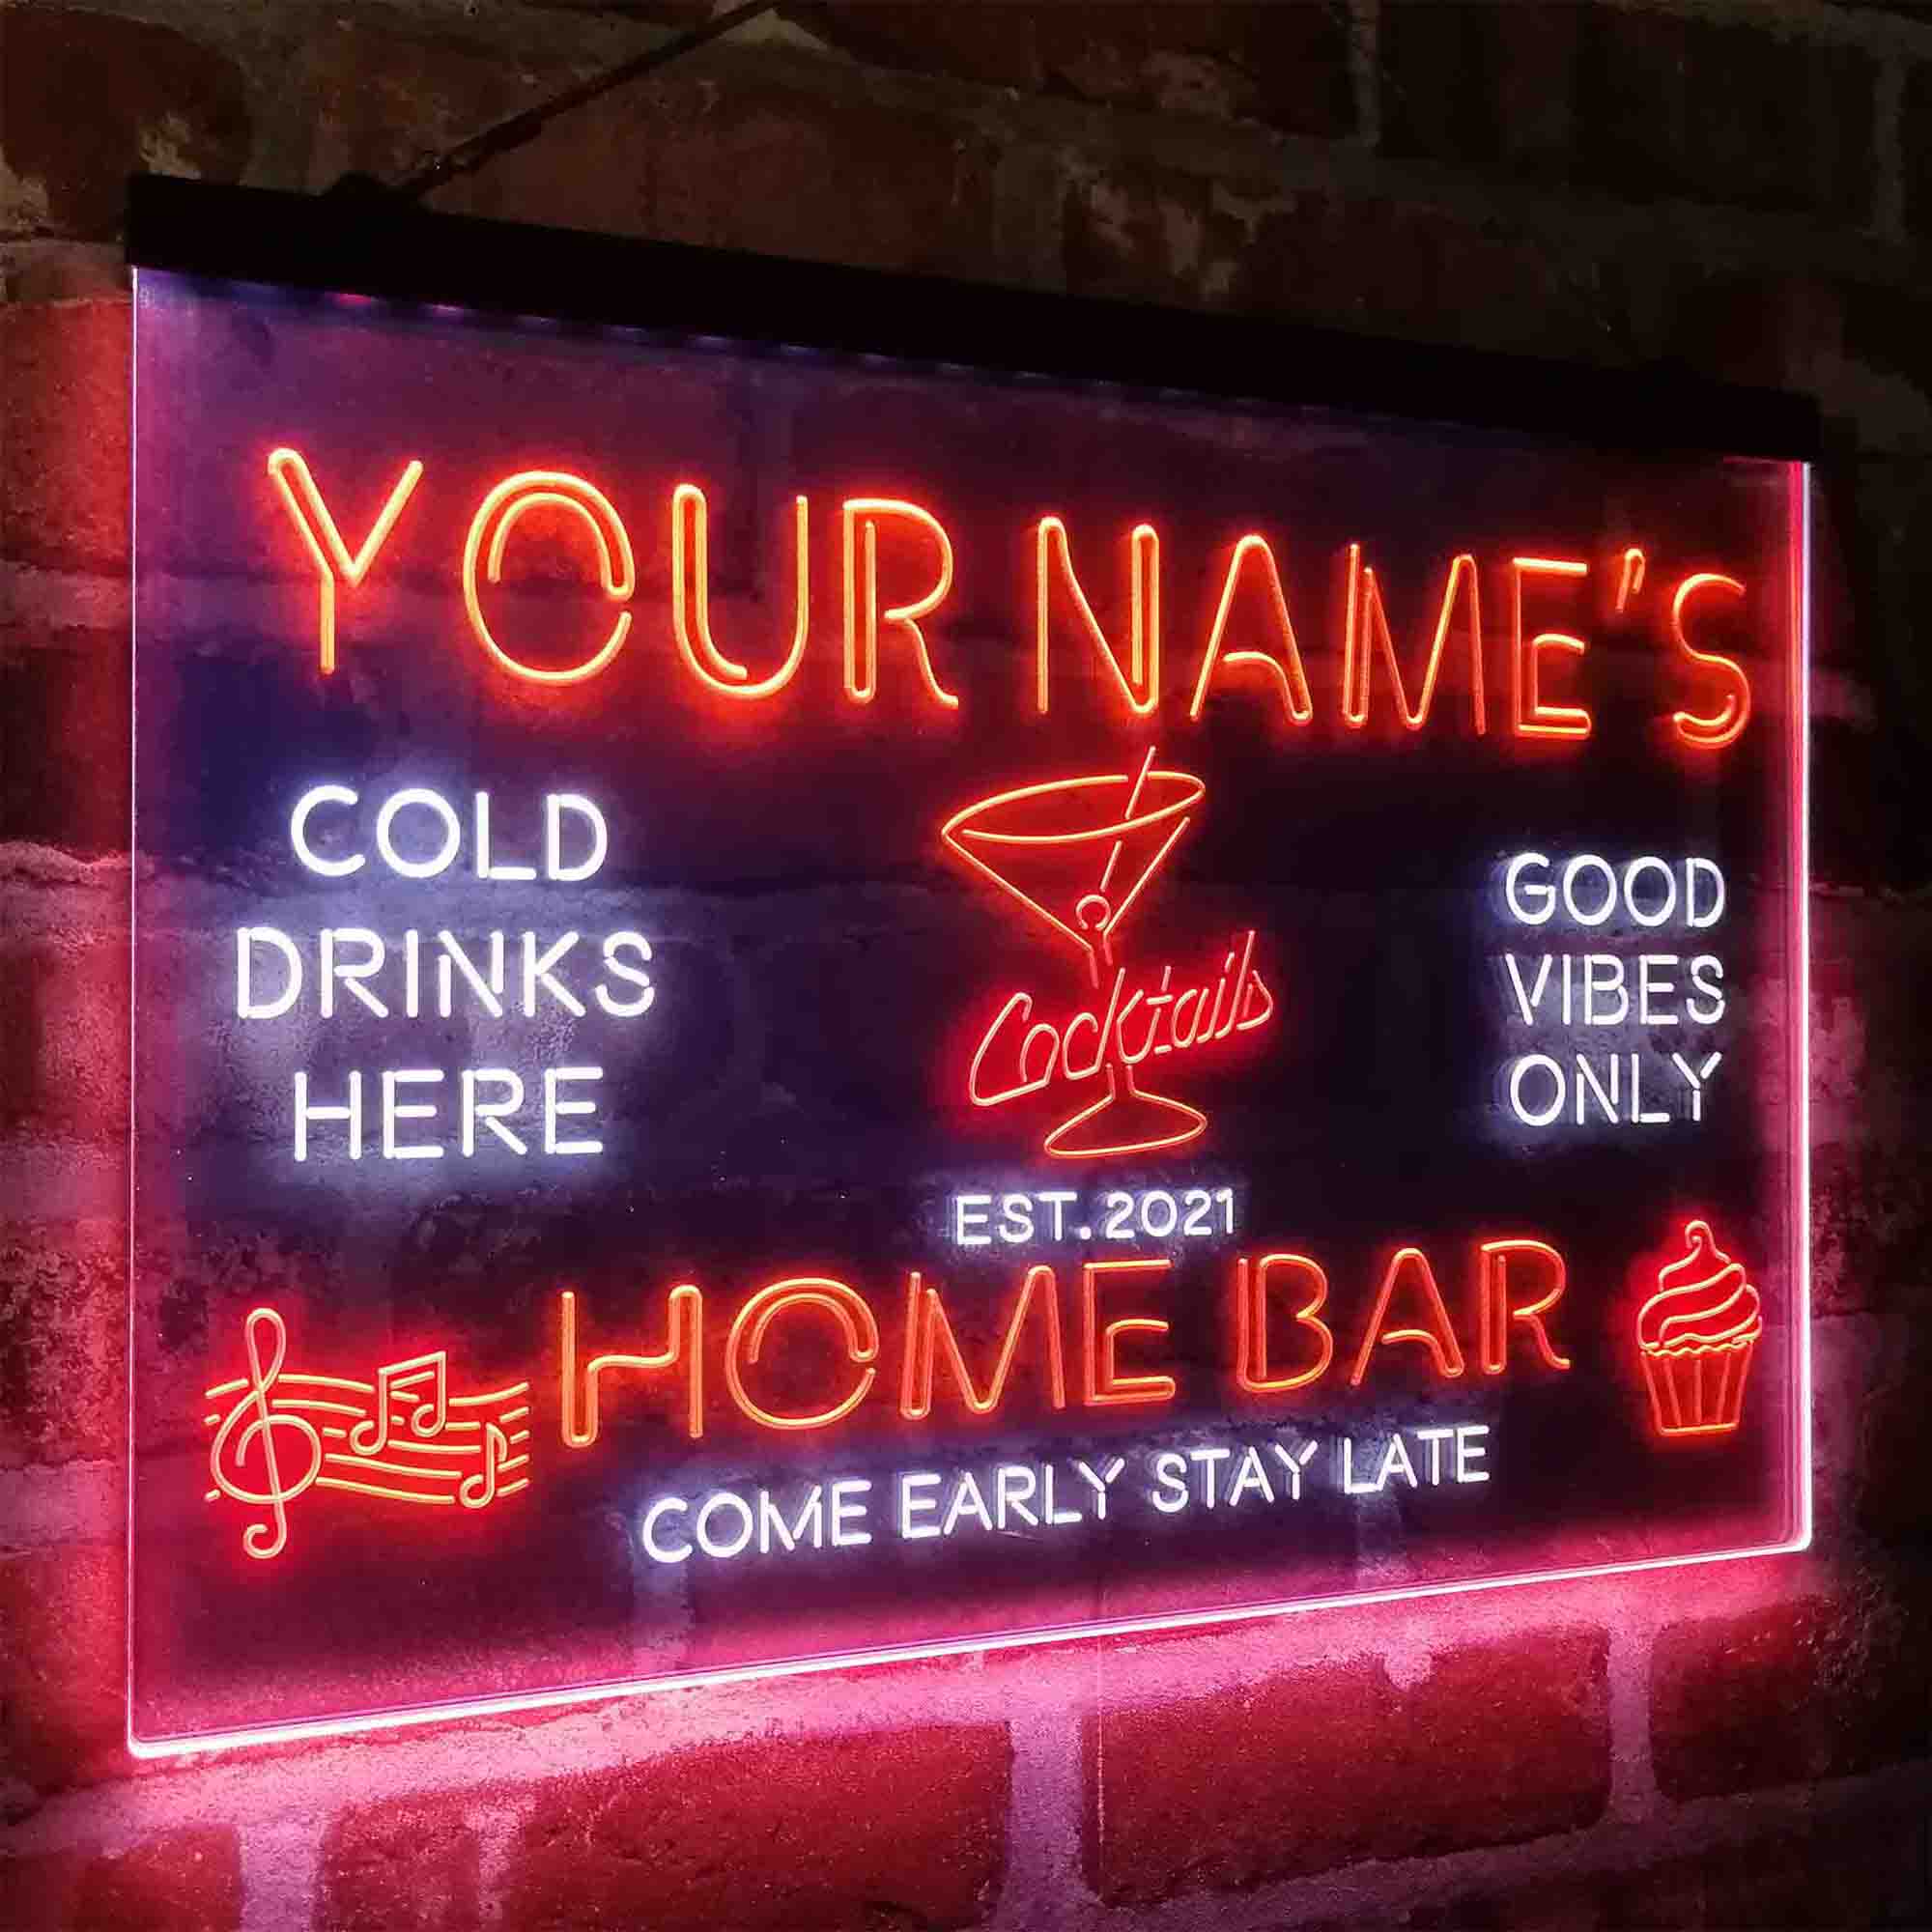 YOUR NAME'S
COLD
DRINKS
HERE
Cocktails
GOOD
VIBES
ONLY
EST.2021
HOME BAR
COME EARLY STAY LATE